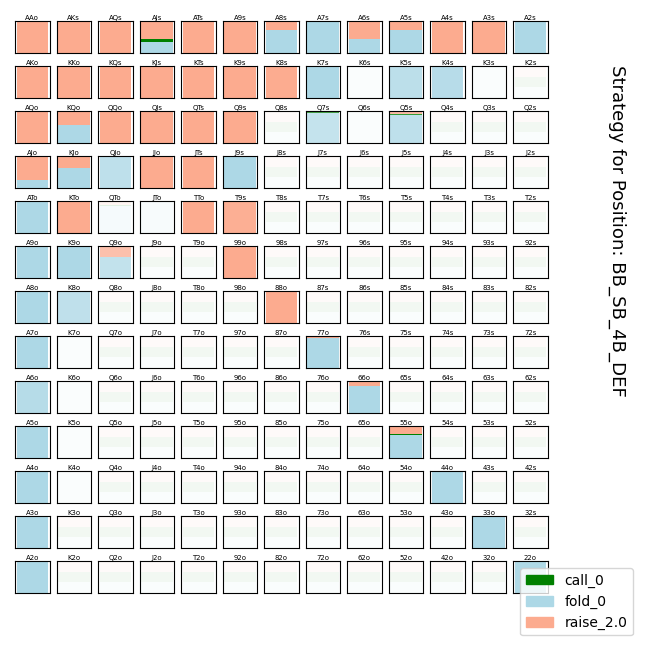 AAo AKs AQs AJs ATs A9s A8s A7s A6s A5s A4s A3s A2s
AKo KKo KQs KJs KTs K9s K8s K7s K6s K5s K4s K3s K2s
AQo KQo QQo QJs QTs Q9s Q8s Q7s Q6s Q5s Q4s Q3s Q2s
AJo KJo QJo JJo JTs J9s J8s J7s J6s J5s J4s J3s J2s
ATo KTo QTo JTo TTo T9s T8s T7s T6s T5s T4s T3s T2s
A9o K9o Q9o J9o T9o 99o 98s 97s 96s 95s 94s 93s 92s
A8o K8o Q8o J8o T8o 98o 88o 87s 86s 85s 84s 83s 82s
A7o K7o Q7o J7o T7o 97o 87o 77o 76s 75s 74s 73s 72s
A6o K6o Q6o J6o T6o 96o 86o 76o 66o 65s 64s 63s 62s
A5o K5o Q5o J5o T5o 95o 85o 75o 65o 55o 54s 53s 52s
A4o K4o Q4o J4o T4o 94o 84o 74o 64o 54o 44o 43s 42s
A3o K3o Q3o J3o T3o 93o 83o 73o 63o 53o 43o 33o 32s
A2o K2o Q2o J2o T2o 92o 82o 72o 62o 52o 42o 32o 22o
Strategy for Position: BB_SB_4B_DEF
call_0
fold_0
raise_2.0